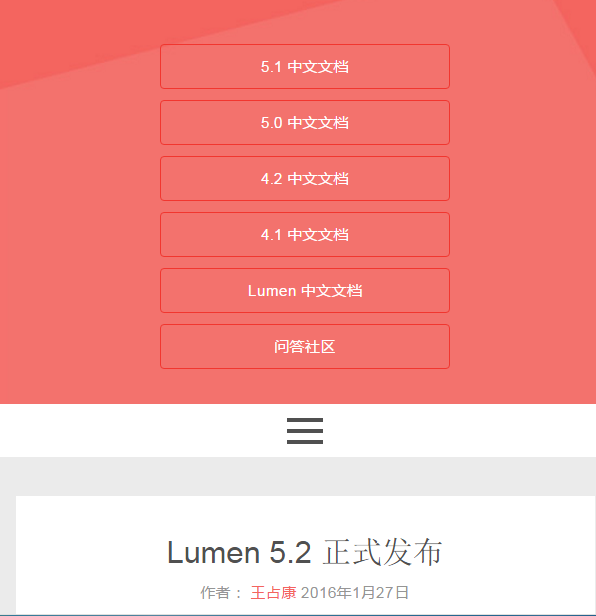 5.1 中文文档
5.0 中文文档
4.2 中文文档
4.1 中文文档
Lumen 中文文档
问答社区
Lumen 5.2 正式发布
作者： 王占康 2016年1月27日